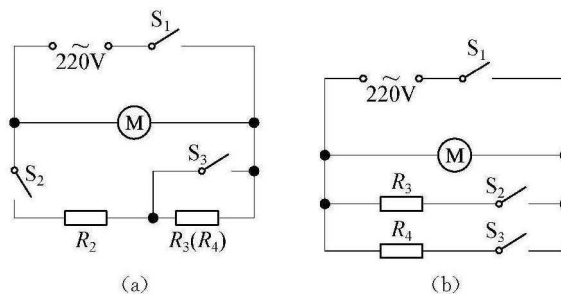 S₁
~
220V
M
S₂
S₃
R₂
R₃(R₄)
(a)
S₁
~
220V
M
R₃
S₂
R₄
S₃
(b)